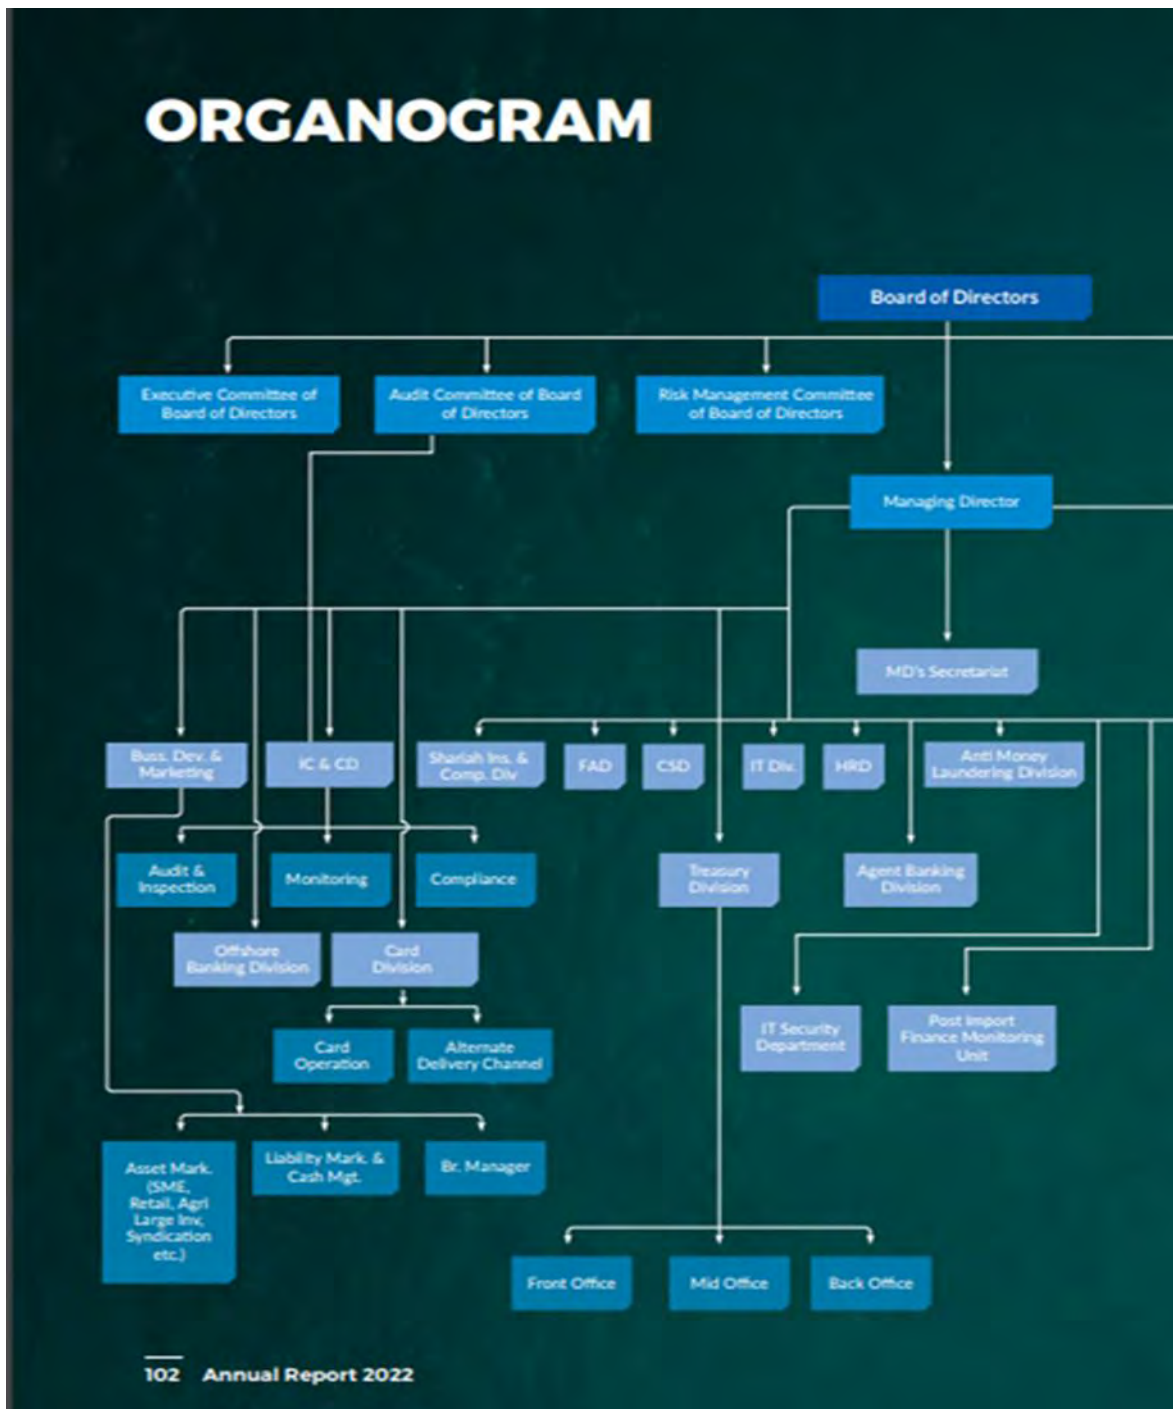 ORGANOGRAM
Board of Directors
Executive Committee of
Board of Directors
Audit Committee of Board
of Directors
Risk Management Committee
of Board of Directors
Managing Director
MD's Secretariat
Buss. Dev. &
Marketing
IC & CD
Shariah Ins. &
Comp. Div
FAD
CSD
IT Div.
HRD
Anti Money
Laundering Division
Audit &
Inspection
Monitoring
Compliance
Treasury
Division
Agent Banking
Division
Offshore
Banking Division
Card
Division
IT Security
Department
Post Import
Finance Monitoring
Unit
Card
Operation
Alternate
Delivery Channel
Asset Mark.
(SME,
Retail, Agri
Large Inv,
Syndication
etc.)
Liability Mark. &
Cash Mgt.
Br. Manager
Front Office
Mid Office
Back Office
102 Annual Report 2022